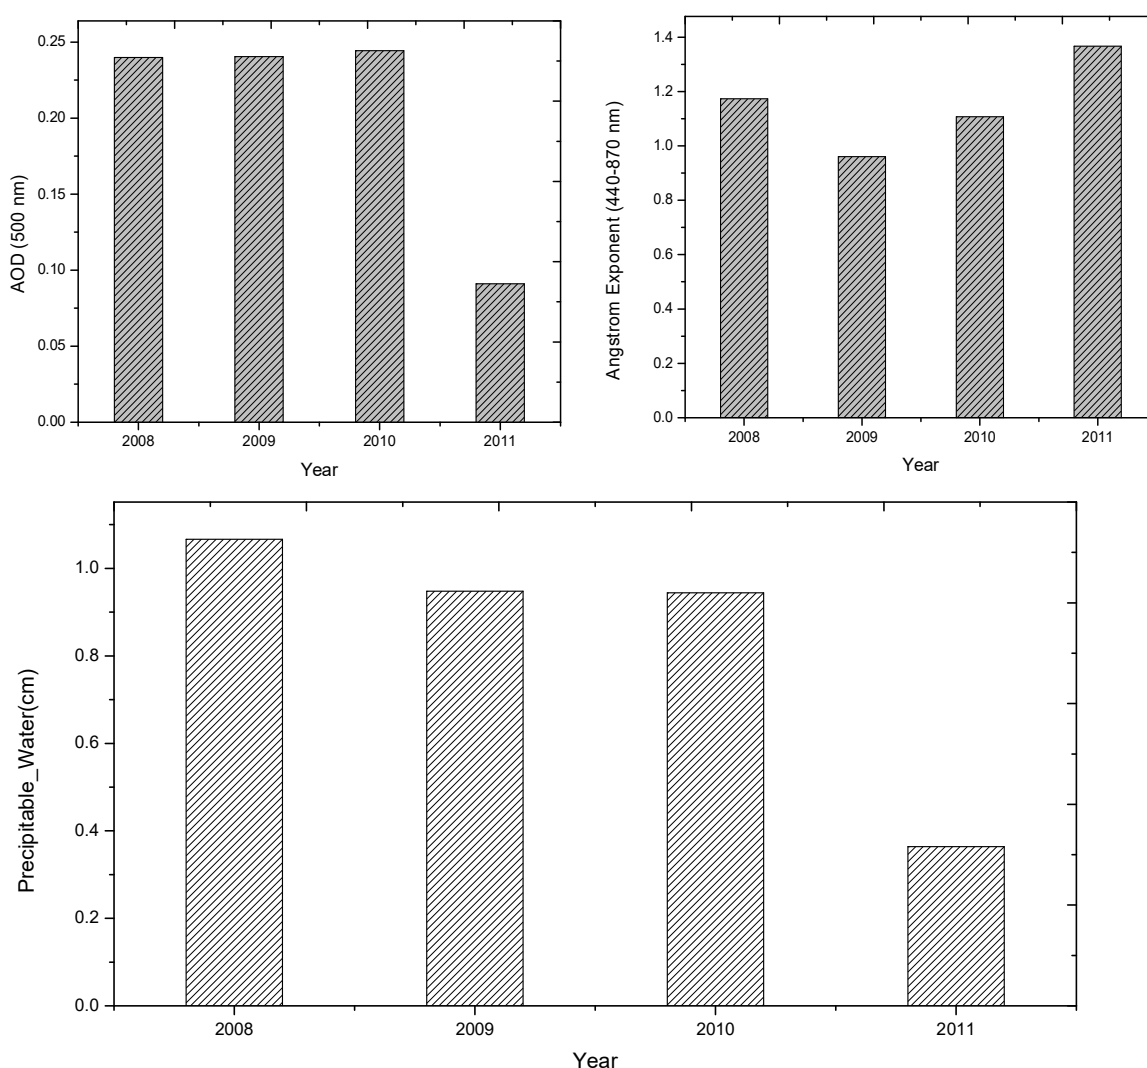 0.25
0.20
0.15
0.10
0.05
0.00
AOD (500 nm)
2008 2009 2010 2011
Year
1.4
1.2
1.0
0.8
0.6
0.4
0.2
0.0
Angstrom Exponent (440-870 nm)
2008 2009 2010 2011
Year
1.0
0.8
0.6
0.4
0.2
0.0
Precipitable_Water(cm)
2008 2009 2010 2011
Year